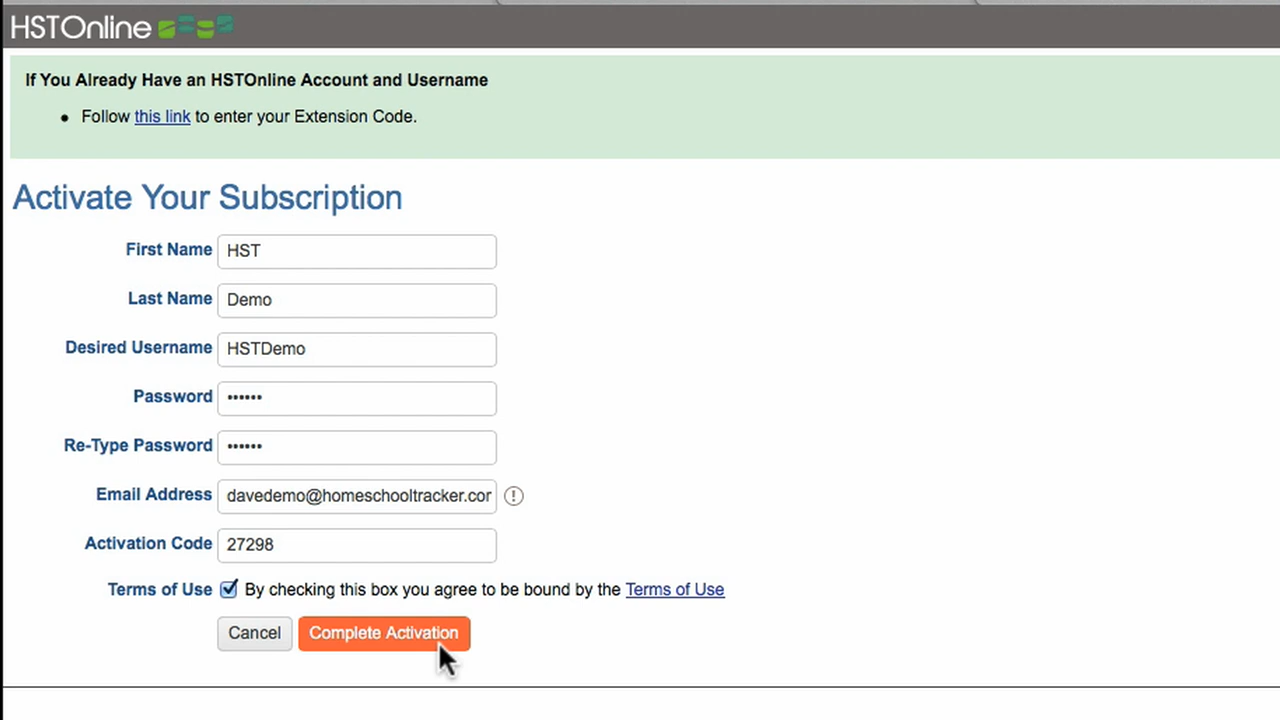 HSTOnline
If You Already Have an HSTOnline Account and Username
• Follow this link to enter your Extension Code.
Activate Your Subscription
First Name HST
Last Name Demo
Desired Username HSTDemo
Password ••••••
Re-Type Password ••••••
Email Address davedemo@homeschooltracker.cor !
Activation Code 27298
Terms of Use By checking this box you agree to be bound by the Terms of Use
Cancel Complete Activation